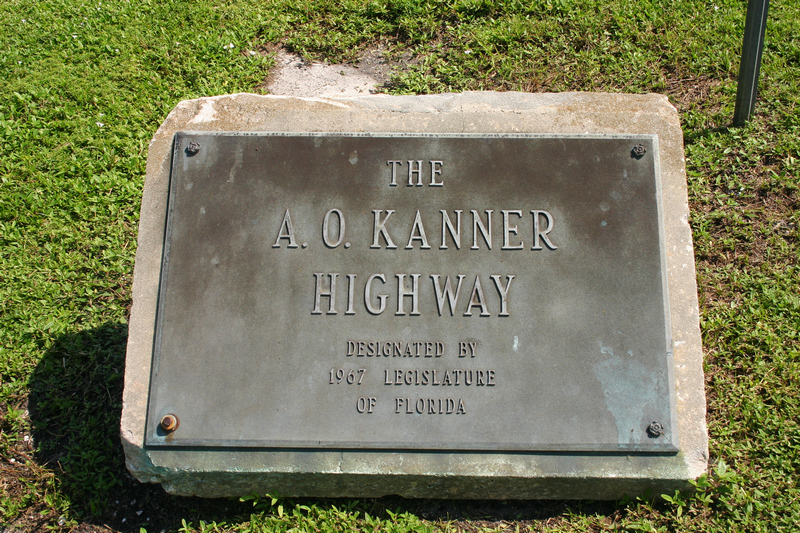 THE
A. O. KANNER
HIGHWAY
DESIGNATED BY
1967 LEGISLATURE
OF FLORIDA